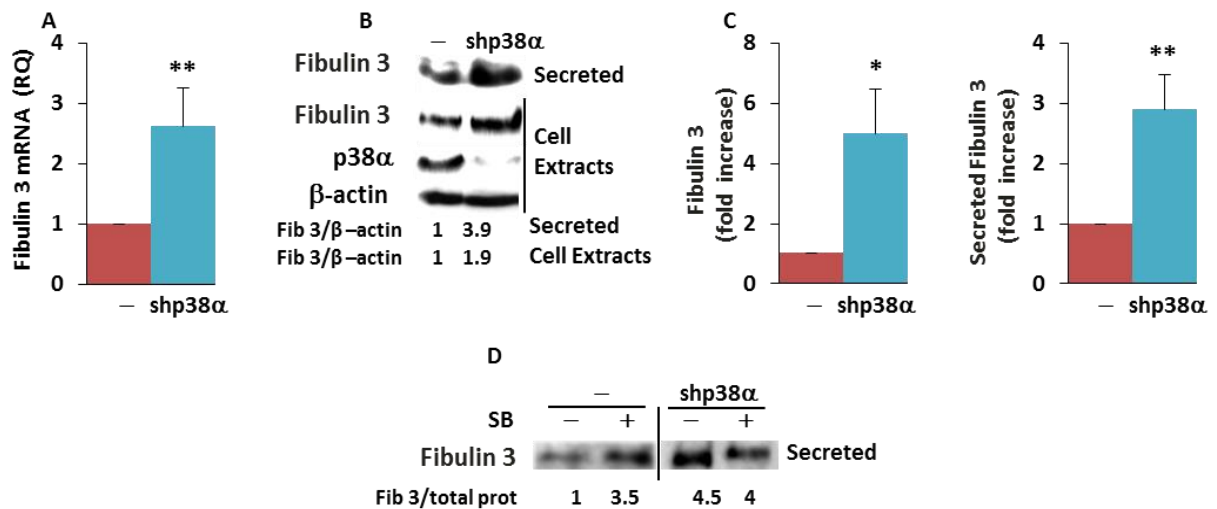 A
Fibulin 3 mRNA (RQ)
4
3
2
1
0
**
– shp38α
B
– shp38α
Fibulin 3 Secreted
Fibulin 3
p38α
β-actin
Cell
Extracts
Fib 3/β –actin 1 3.9 Secreted
Fib 3/β –actin 1 1.9 Cell Extracts
C
Fibulin 3
(fold increase)
8
6
4
2
0
*
– shp38α
Secreted Fibulin 3
(fold increase)
4
3
2
1
0
**
– shp38α
D
– shp38α
SB – + – +
Fibulin 3 Secreted
Fib 3/total prot 1 3.5 4.5 4